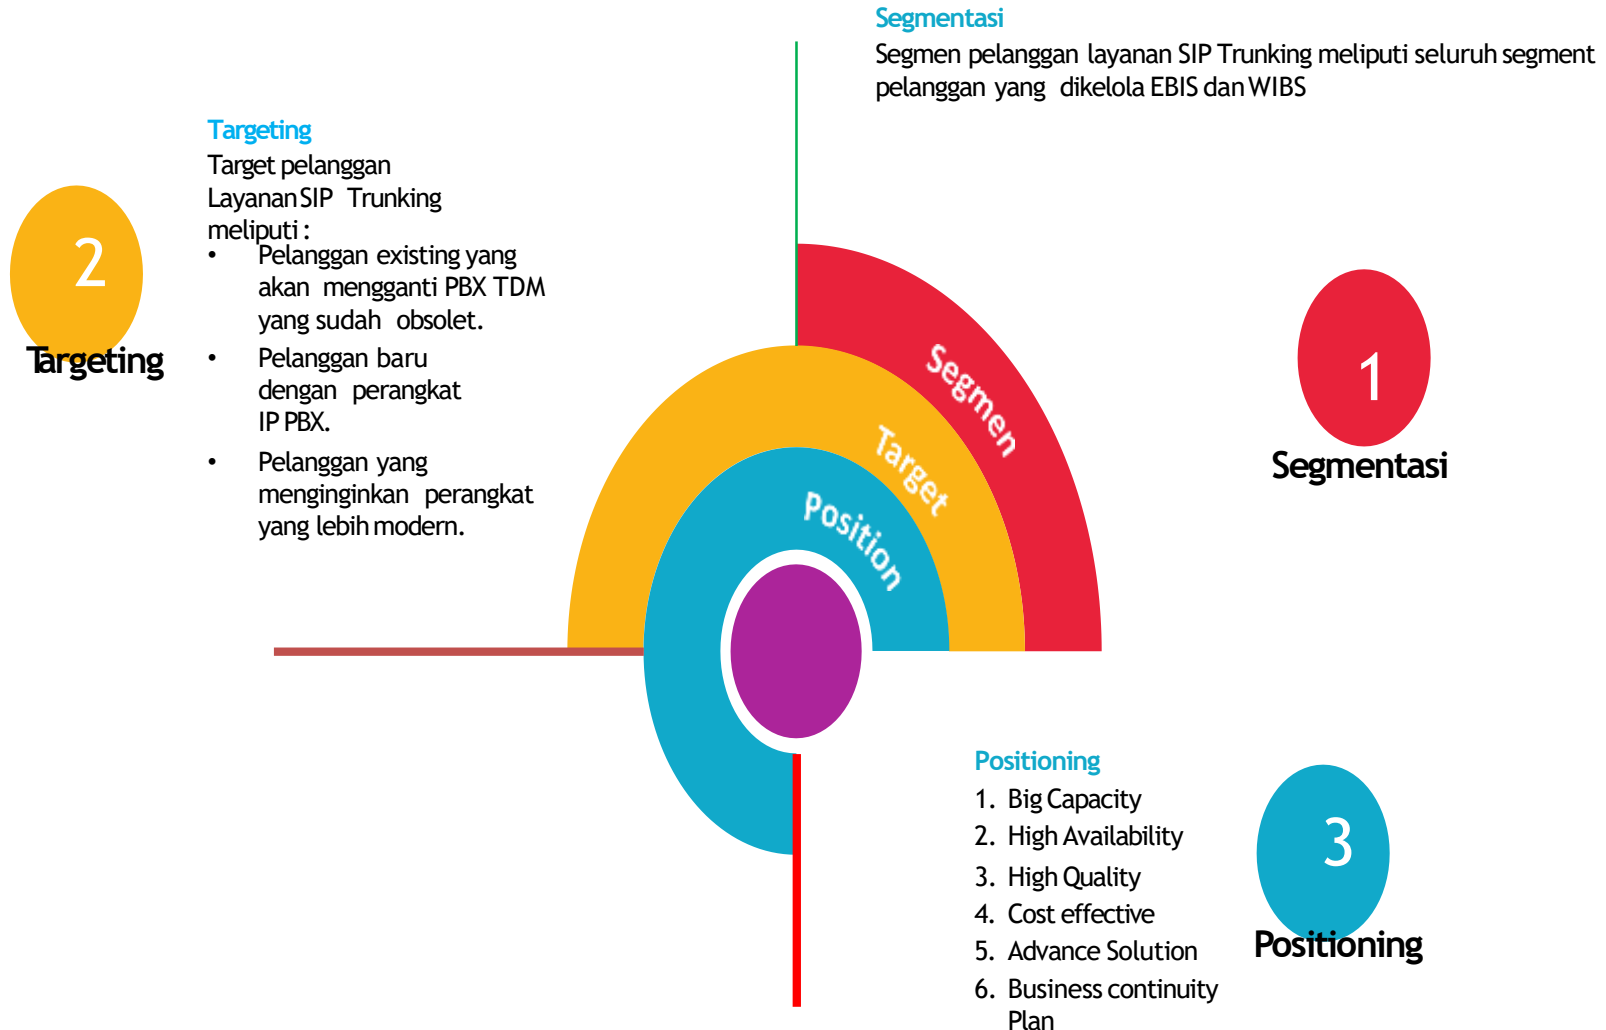 Segmentasi
Segmen pelanggan layanan SIP Trunking meliputi seluruh segment
pelanggan yang dikelola EBIS dan WIBS
Targeting
Target pelanggan
Layanan SIP Trunking
meliputi :
• Pelanggan existing yang
akan mengganti PBX TDM
yang sudah obsolet.
• Pelanggan baru
dengan perangkat
IP PBX.
• Pelanggan yang
menginginkan perangkat
yang lebih modern.
2
Targeting
Segmen
Target
Position
1
Segmentasi
Positioning
1. Big Capacity
2. High Availability
3. High Quality
4. Cost effective
5. Advance Solution
6. Business continuity
Plan
3
Positioning